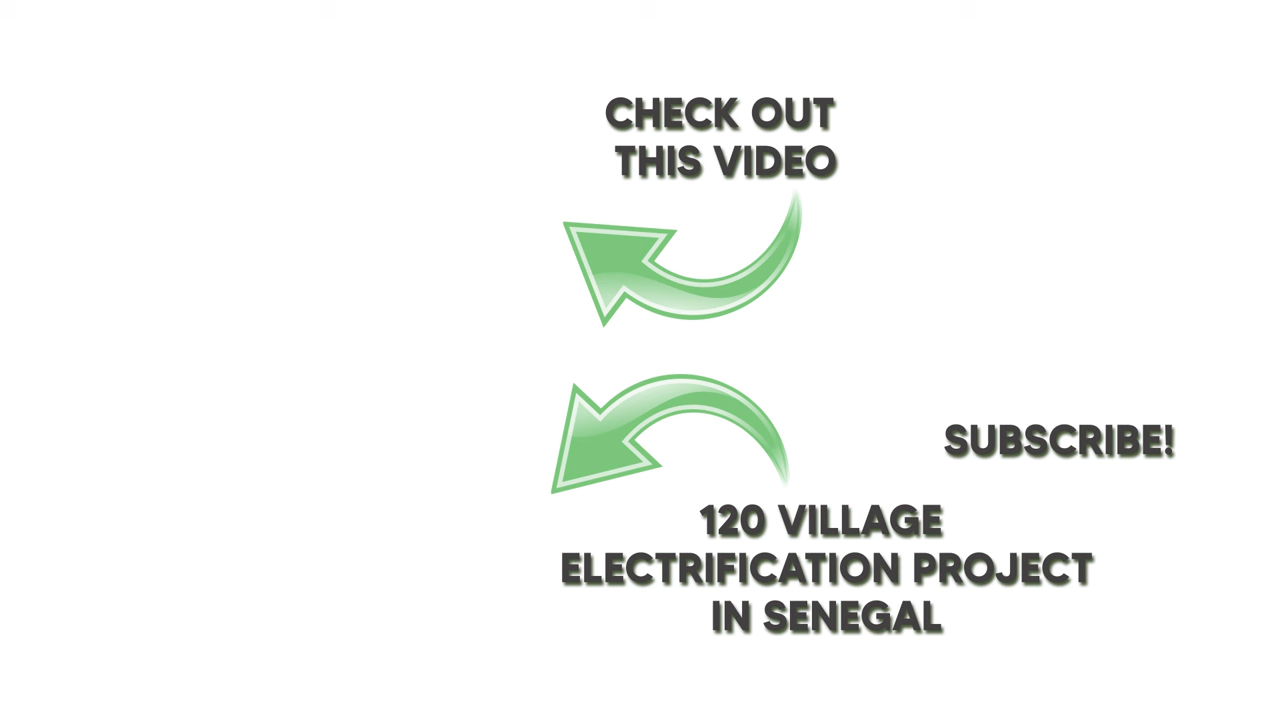 CHECK OUT
THIS VIDEO
SUBSCRIBE!
120 VILLAGE
ELECTRIFICATION PROJECT
IN SENEGAL